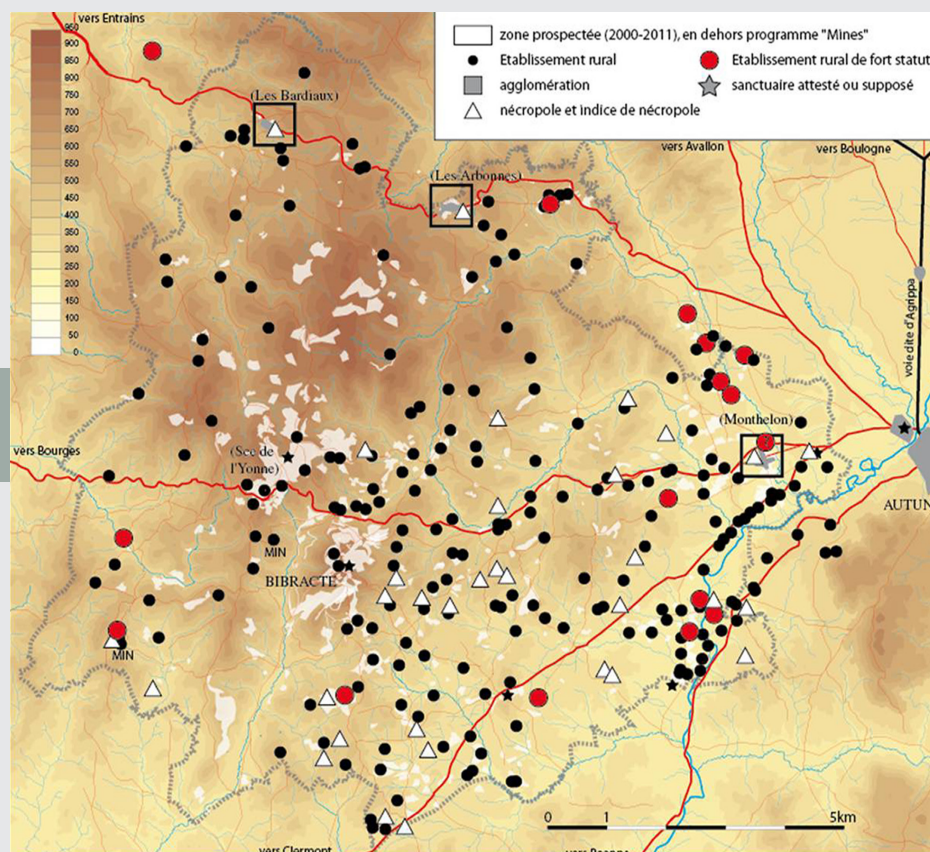 vers Entrains
zone prospectée (2000-2011), en dehors programme "Mines"
Etablissement rural
Etablissement rural de fort statut
agglomération
sanctuaire attesté ou supposé
nécropole et indice de nécropole
950
900
850
800
750
700
650
600
550
500
450
400
350
300
250
200
150
100
50
0
(Les Bardiaux)
vers Avallon
vers Boulogne
(Les Arbonnes)
voie dite d'Agrippa
(Monthelon)
vers Bourges
(Sce de
l'Yonne)
AUTUN
MIN
BIBRACTE
MIN
0 1 5km
vers Clermont